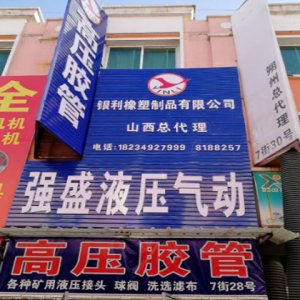 高压胶管
银利橡塑制品有限公司
山西总代理
电话:18234927999 8188257
强盛液压气动
高压胶管
各种矿用液压接头 球阀 洗选滤布 7街28号
全
风机
机
朔州总代理
7街30号